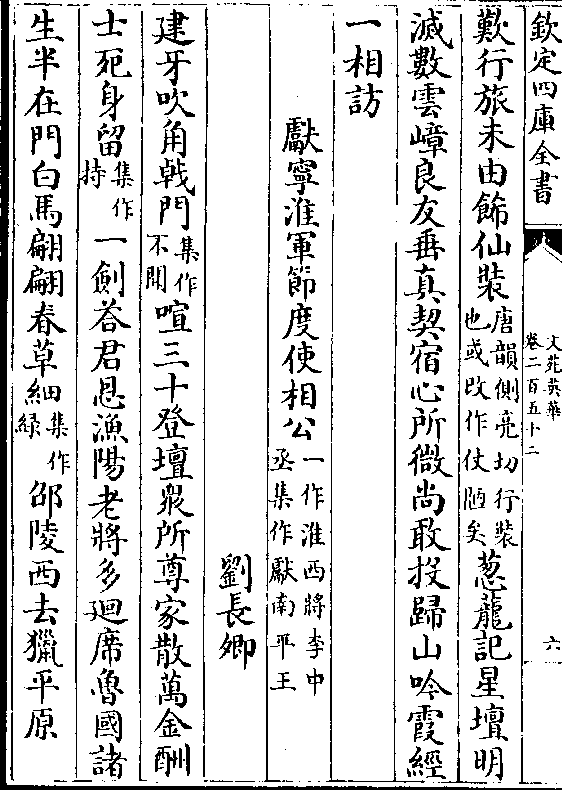 欽定四庫全書
文苑英華
卷二百五十二
六
歎行旅未由飾仙裝唐韻側亮切行裝也或改作仗陋矣葱蘢記星壇明
滅數雲嶂良友垂真契宿心所微尚敢投歸山吟霞經
一相訪
獻寧淮軍節度使相公一作淮西將李中丞集作獻南平王
劉長卿
建牙吹角戟門集作不聞喧三十登壇衆所尊家散萬金酬
士死身留集作持一劍答君恩漁陽老將多迴席魯國諸
生半在門白馬翩翩春草細集作緑邵陵西去獵平原